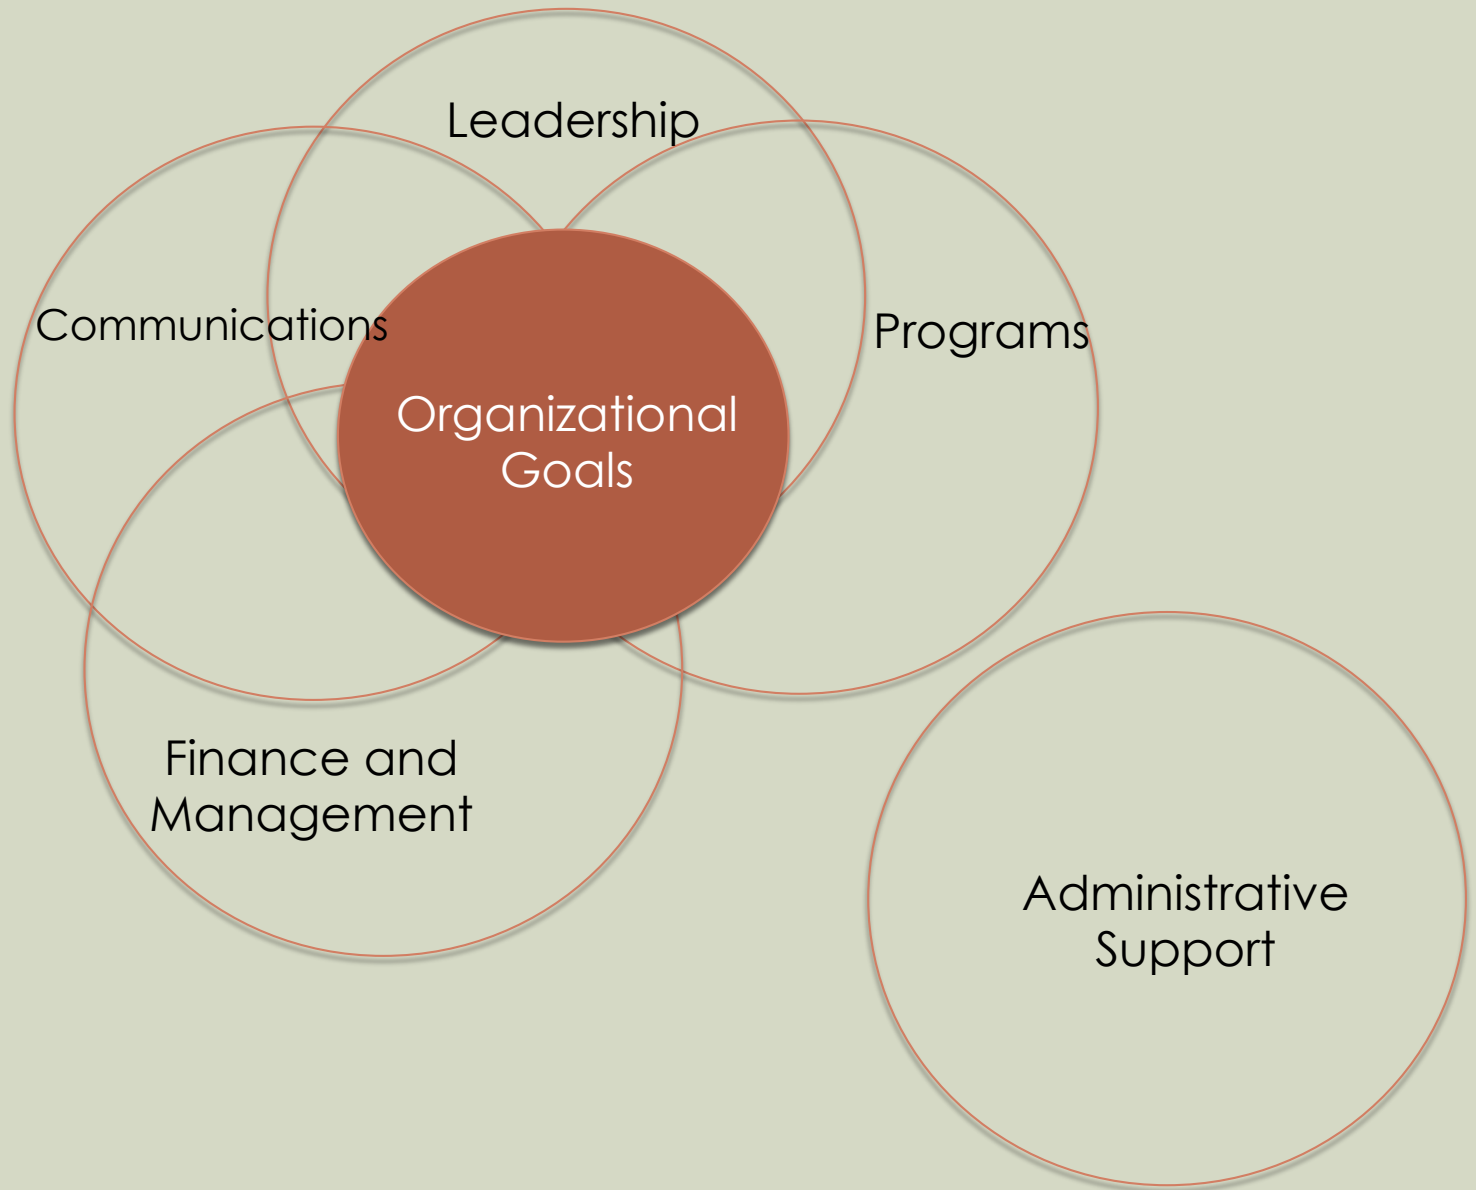 Leadership
Communications
Programs
Organizational
Goals
Finance and
Management
Administrative
Support